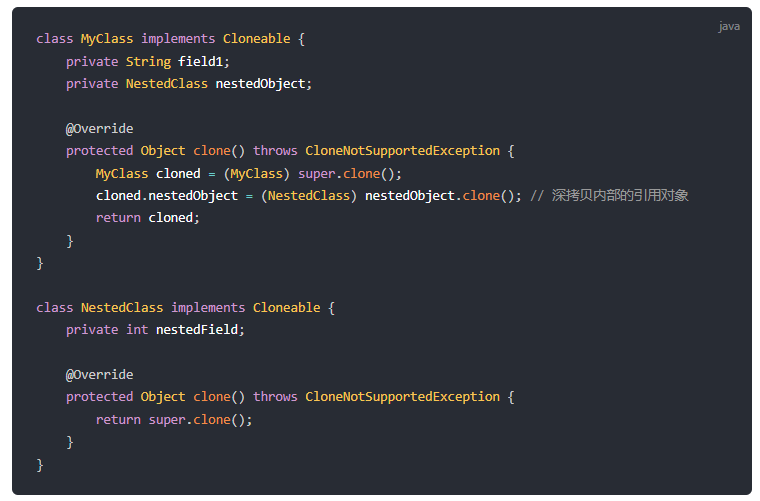 java
class MyClass implements Cloneable {
    private String field1;
    private NestedClass nestedObject;

    @Override
    protected Object clone() throws CloneNotSupportedException {
        MyClass cloned = (MyClass) super.clone();
        cloned.nestedObject = (NestedClass) nestedObject.clone(); // 深拷贝内部的引用对象
        return cloned;
    }
}

class NestedClass implements Cloneable {
    private int nestedField;

    @Override
    protected Object clone() throws CloneNotSupportedException {
        return super.clone();
    }
}